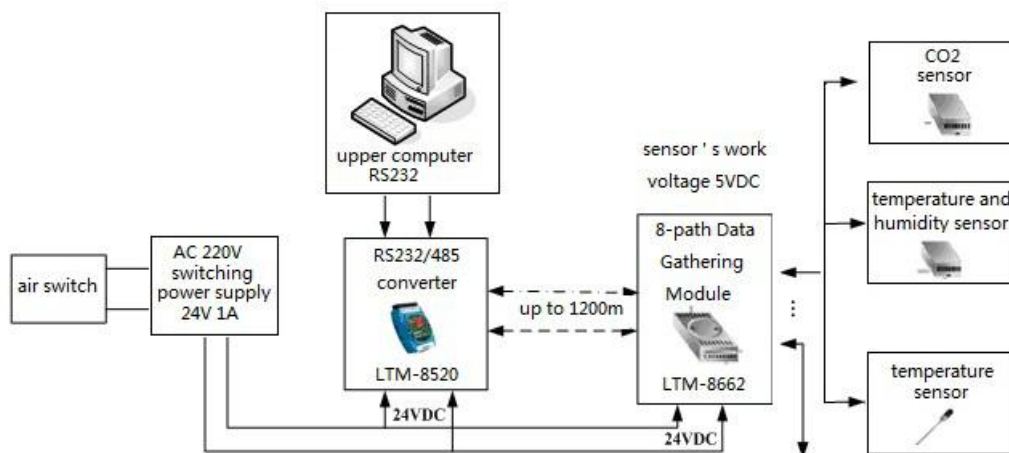 upper computer
RS232
CO2
sensor
sensor ' s work
voltage 5VDC
temperature and
humidity sensor
air switch
AC 220V
switching
power supply
24V 1A
RS232/485
converter
LTM-8520
up to 1200m
8-path Data
Gathering
Module
LTM-8662
temperature
sensor
24VDC
24VDC